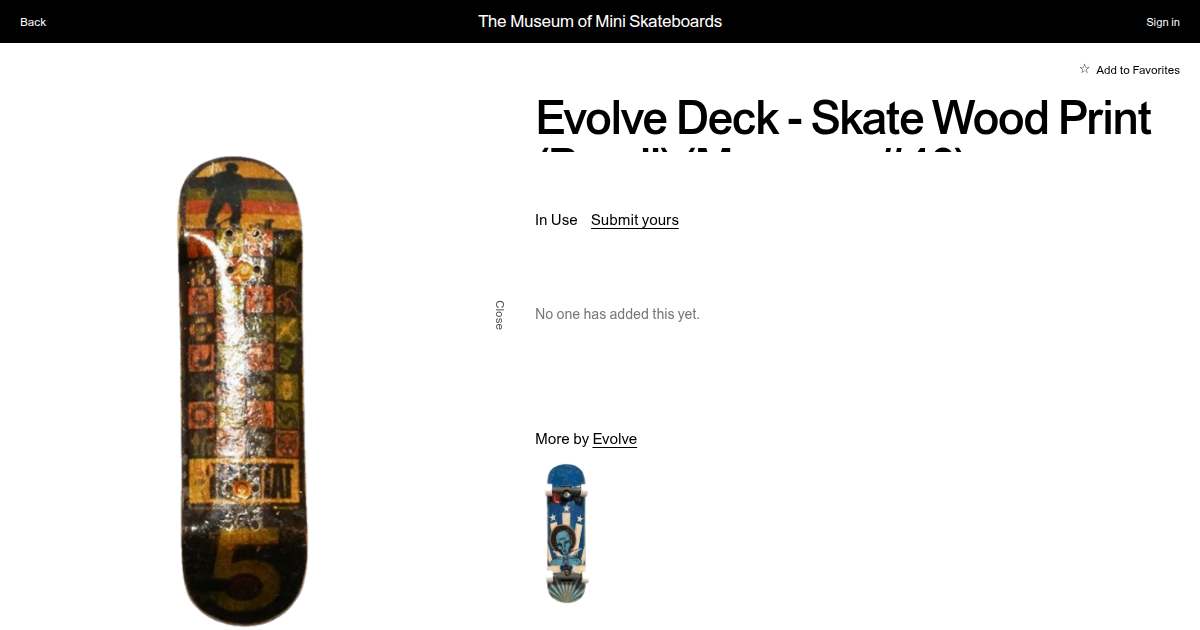 Back
The Museum of Mini Skateboards
Sign in
☆ Add to Favorites
Evolve Deck - Skate Wood Print
In Use Submit yours
Close
No one has added this yet.
More by Evolve
5